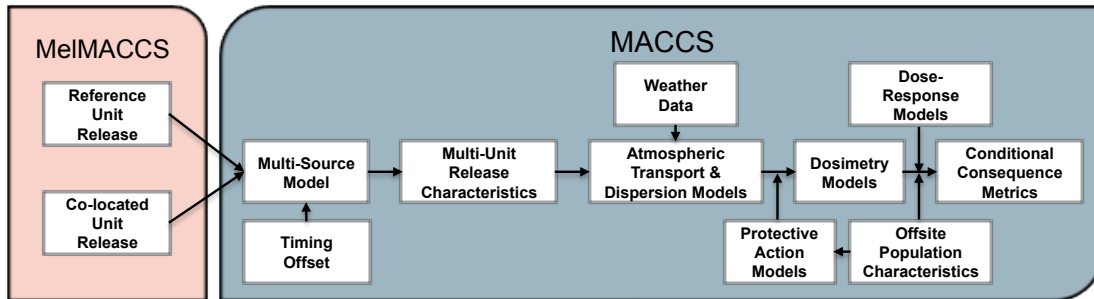 MelMACCS
Reference
Unit
Release
Co-located
Unit
Release
MACCS
Multi-Source
Model
Timing
Offset
Multi-Unit
Release
Characteristics
Weather
Data
Atmospheric
Transport &
Dispersion Models
Dosimetry
Models
Protective
Action
Models
Dose-
Response
Models
Offsite
Population
Characteristics
Conditional
Consequence
Metrics